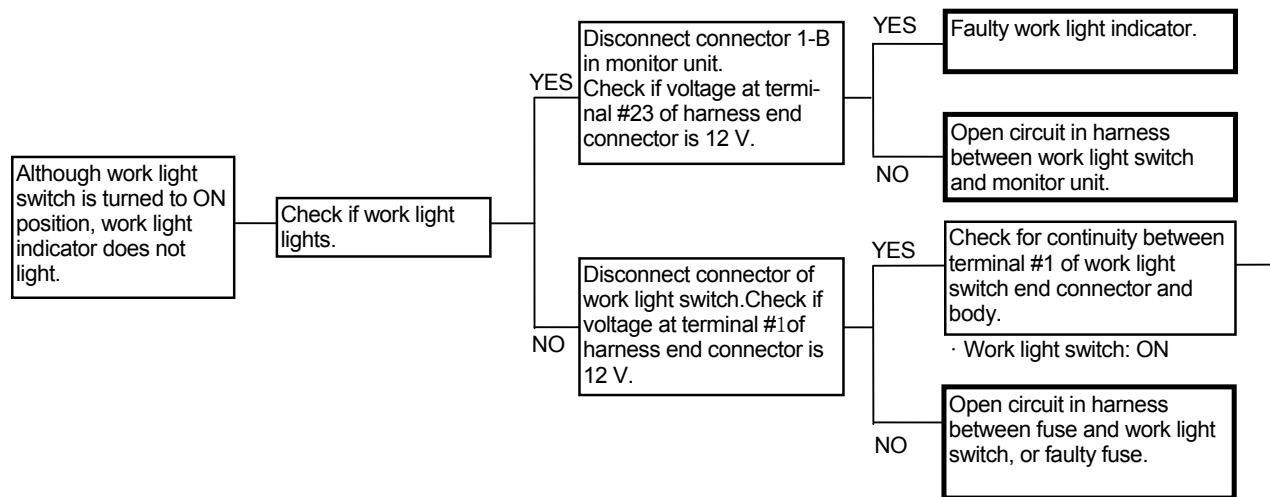 Although work light
switch is turned to ON
position, work light
indicator does not
light.
Check if work light
lights.
YES
Disconnect connector 1-B
in monitor unit.
Check if voltage at termi-
nal #23 of harness end
connector is 12 V.
YES
Faulty work light indicator.
NO
Open circuit in harness
between work light switch
and monitor unit.
NO
Disconnect connector of
work light switch.Check if
voltage at terminal #1of
harness end connector is
12 V.
YES
Check for continuity between
terminal #1 of work light
switch end connector and
body.
· Work light switch: ON
NO
Open circuit in harness
between fuse and work light
switch, or faulty fuse.